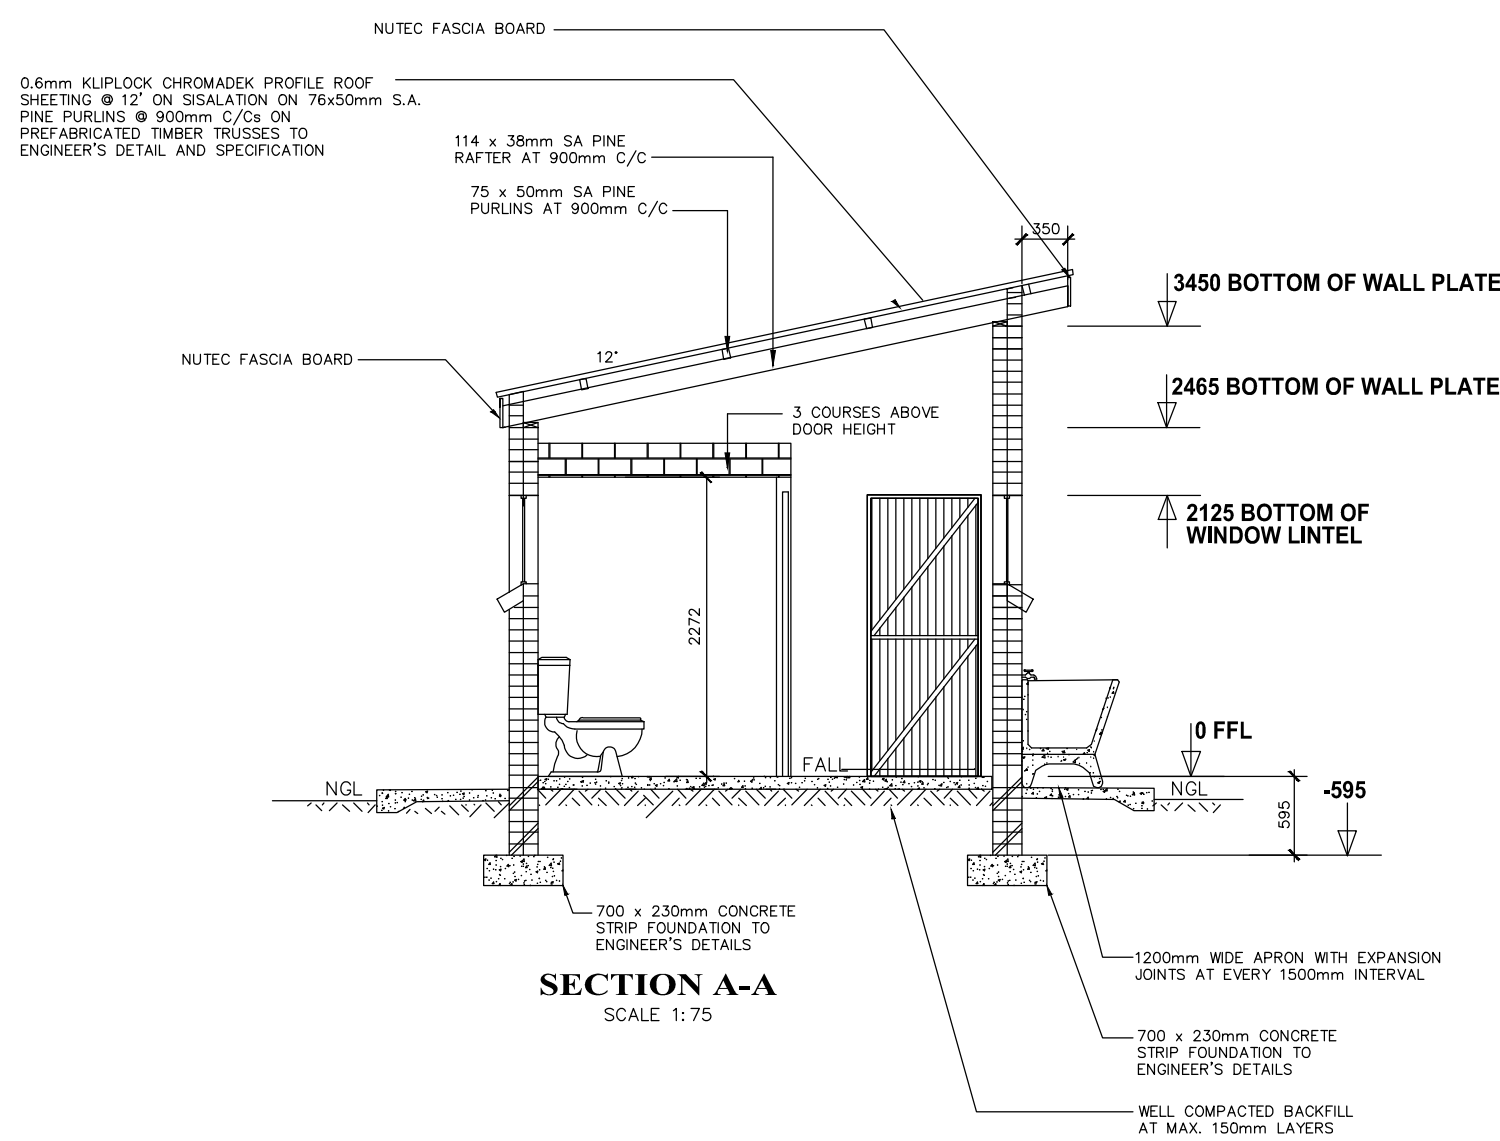 NUTEC FASCIA BOARD
0.6mm KLIPLOCK CHROMADEK PROFILE ROOF
SHEETING @ 12' ON SISALATION ON 76x50mm S.A.
PINE PURLINS @ 900mm C/Cs ON
PREFABRICATED TIMBER TRUSSES TO
ENGINEER'S DETAIL AND SPECIFICATION
114 x 38mm SA PINE
RAFTER AT 900mm C/C
75 x 50mm SA PINE
PURLINS AT 900mm C/C
350
3450 BOTTOM OF WALL PLATE
NUTEC FASCIA BOARD
12°
2465 BOTTOM OF WALL PLATE
3 COURSES ABOVE
DOOR HEIGHT
2125 BOTTOM OF
WINDOW LINTEL
2272
0 FFL
FALL
NGL
NGL
-595
595
700 x 230mm CONCRETE
STRIP FOUNDATION TO
ENGINEER'S DETAILS
1200mm WIDE APRON WITH EXPANSION
JOINTS AT EVERY 1500mm INTERVAL
SECTION A-A
SCALE 1:75
700 x 230mm CONCRETE
STRIP FOUNDATION TO
ENGINEER'S DETAILS
WELL COMPACTED BACKFILL
AT MAX. 150mm LAYERS